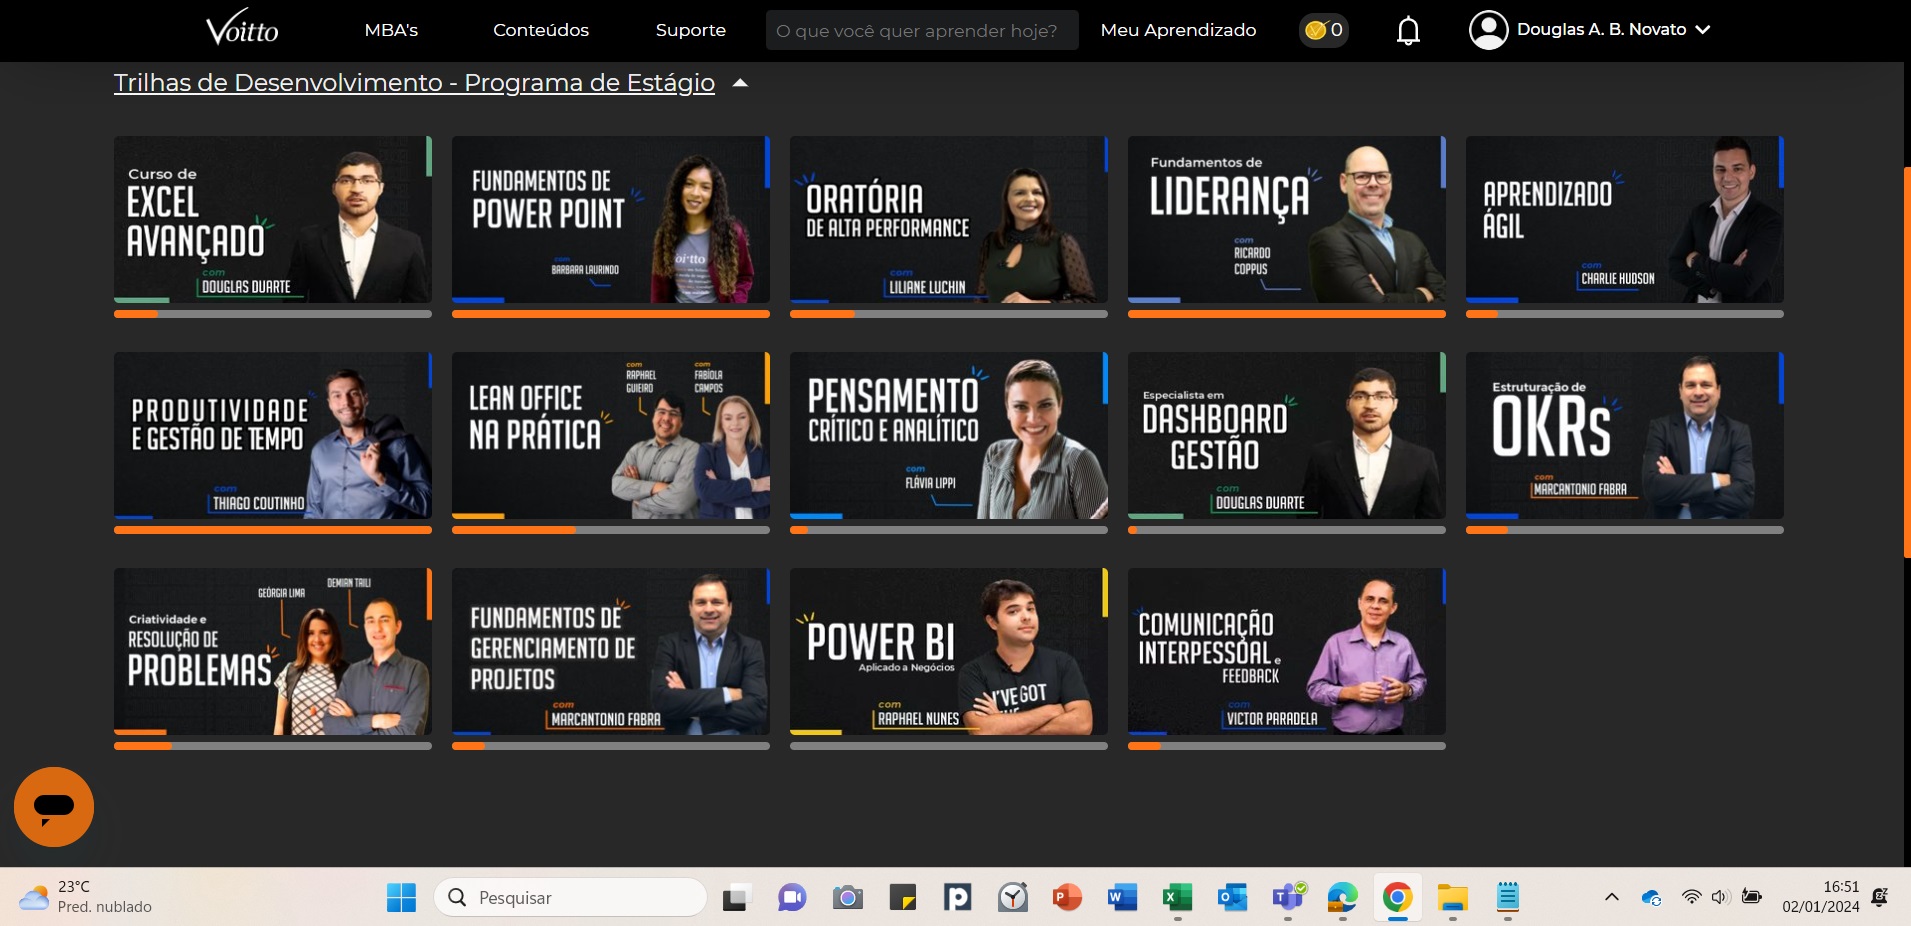 Voitto
MBA's
Conteúdos
Suporte
O que você quer aprender hoje?
Meu Aprendizado
0
Douglas A. B. Novato
Trilhas de Desenvolvimento - Programa de Estágio
Curso de
EXCEL
AVANÇADO
com
DOUGLAS DUARTE
FUNDAMENTOS DE
POWER POINT
com
BARBARA LAURINDO
oi·tto
ORATÓRIA
DE ALTA PERFORMANCE
com
LILIANE LUCHIN
Fundamentos de
LIDERANÇA
com
RICARDO
COPPUS
APRENDIZADO
ÁGIL
com
CHARLIE HUDSON
PRODUTIVIDADE
E GESTÃO DE TEMPO
com
THIAGO COUTINHO
LEAN OFFICE
NA PRÁTICA
com
RAPHAEL
GUIEIRO
com
FABÍOLA
CAMPOS
PENSAMENTO
CRÍTICO E ANALÍTICO
com
FLÁVIA LIPPI
Especialista em
DASHBOARD
GESTÃO
com
DOUGLAS DUARTE
Estruturação de
OKRs
com
MARCANTONIO FABRA
GEÓRGIA LIMA
DEMIAN TAILI
Criatividade e
RESOLUÇÃO DE
PROBLEMAS
FUNDAMENTOS DE
GERENCIAMENTO DE
PROJETOS
com
MARCANTONIO FABRA
POWER BI
Aplicado a Negócios
com
RAPHAEL NUNES
I'VE GOT
COMUNICAÇÃO
INTERPESSOAL e
FEEDBACK
com
VICTOR PARADELA
23°C
Pred. nublado
Pesquisar
16:51
02/01/2024